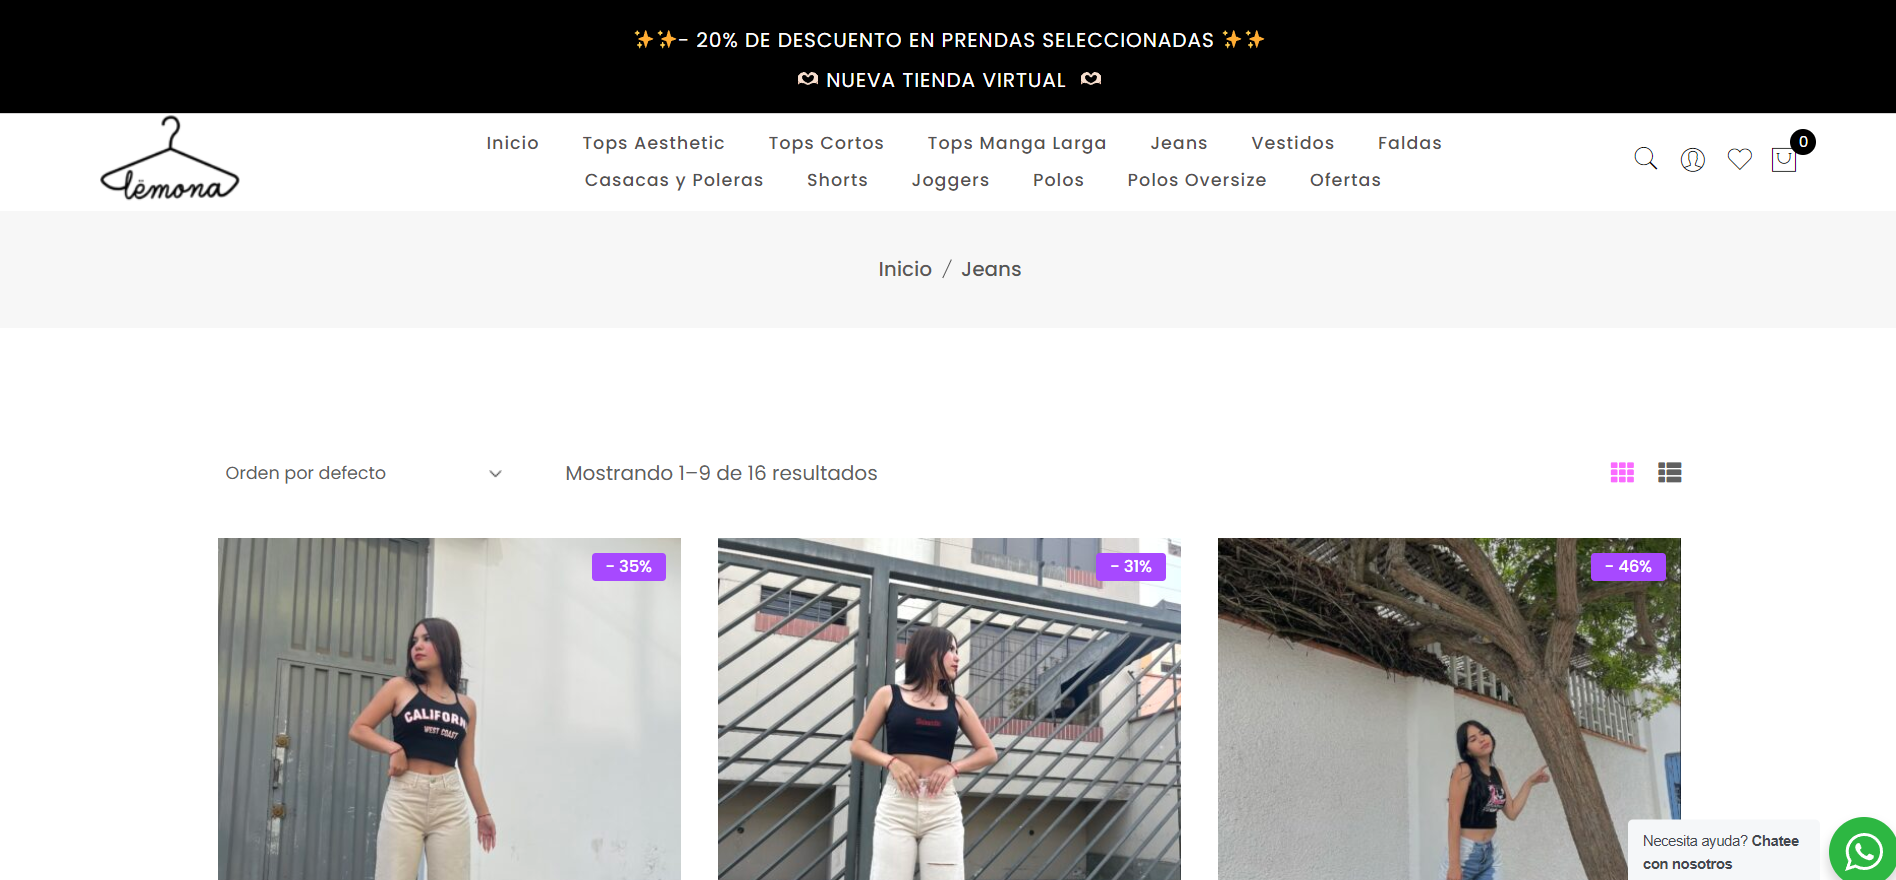 ✨✨- 20% DE DESCUENTO EN PRENDAS SELECCIONADAS ✨✨
🫶🏻 NUEVA TIENDA VIRTUAL 🫶🏻
lëmona
Inicio Tops Aesthetic Tops Cortos Tops Manga Larga Jeans Vestidos Faldas
Casacas y Poleras Shorts Joggers Polos Polos Oversize Ofertas
0
Inicio / Jeans
Orden por defecto
Mostrando 1–9 de 16 resultados
- 35%
- 31%
- 46%
CALIFORN
WEST COAST
Necesita ayuda? Chatee
con nosotros